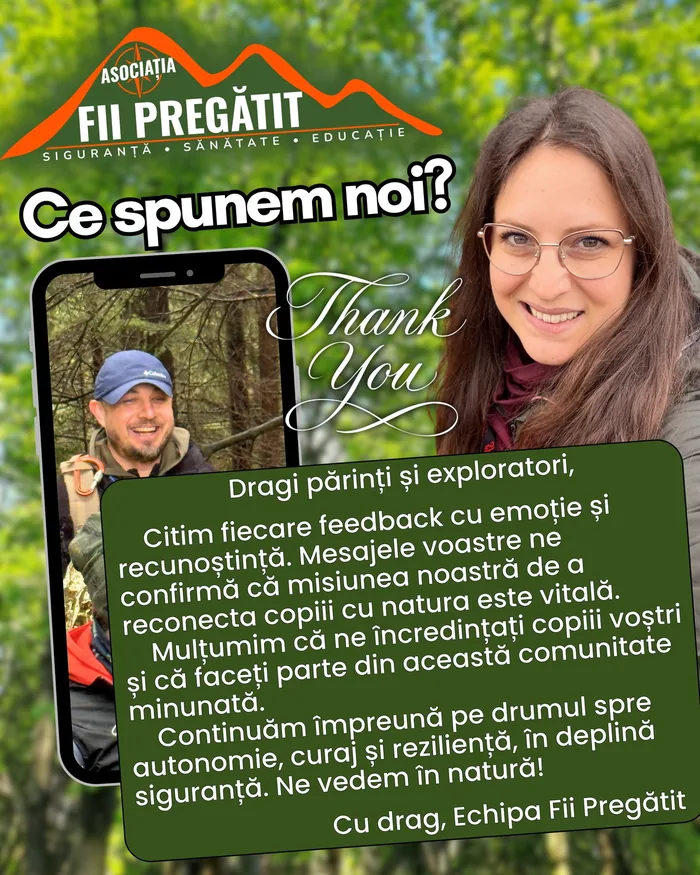 ASOCIAȚIA
FII PREGĂTIT
SIGURANȚĂ • SĂNĂTATE • EDUCAȚIE
Ce spunem noi?
Thank
You
Columbia
Dragi părinți și exploratori,
Citim fiecare feedback cu emoție și
recunoștință. Mesajele voastre ne
confirmă că misiunea noastră de a
reconecta copiii cu natura este vitală.
Mulțumim că ne încredințați copiii voștri
și că faceți parte din această comunitate
minunată.
Continuăm împreună pe drumul spre
autonomie, curaj și reziliență, în deplină
siguranță. Ne vedem în natură!
Cu drag, Echipa Fii Pregătit